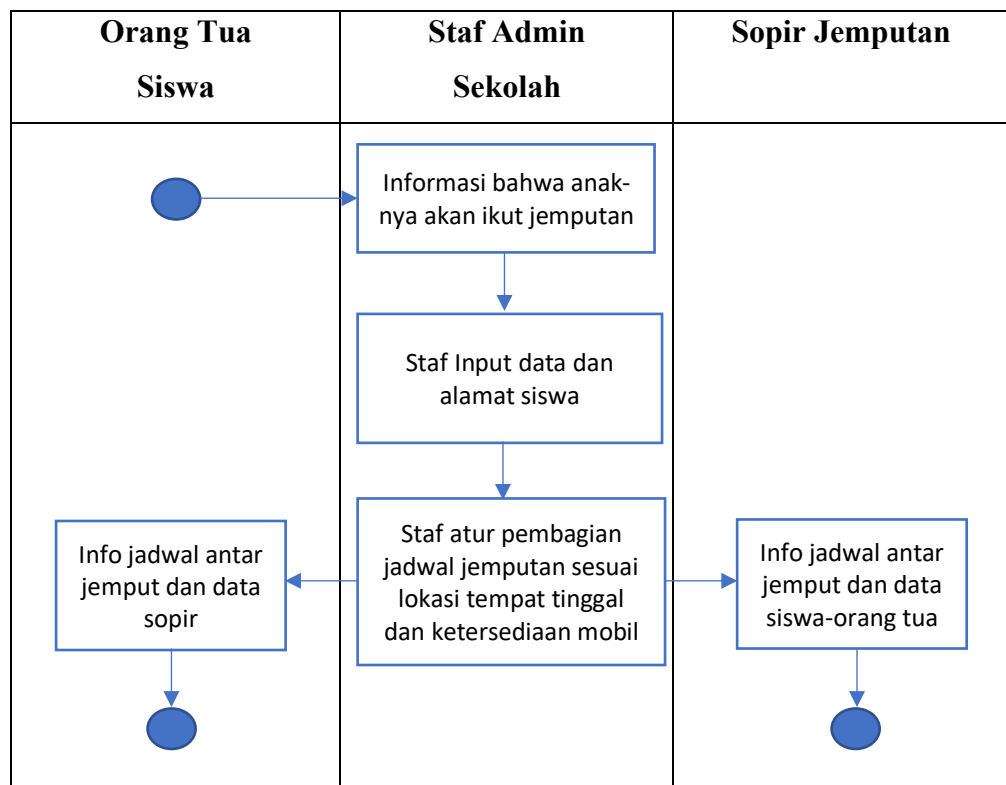 Orang Tua
Siswa
Staf Admin
Sekolah
Sopir Jemputan
Informasi bahwa anak-
nya akan ikut jemputan
Staf Input data dan
alamat siswa
Staf atur pembagian
jadwal jemputan sesuai
lokasi tempat tinggal
dan ketersediaan mobil
Info jadwal antar
jemput dan data
sopir
Info jadwal antar
jemput dan data
siswa-orang tua